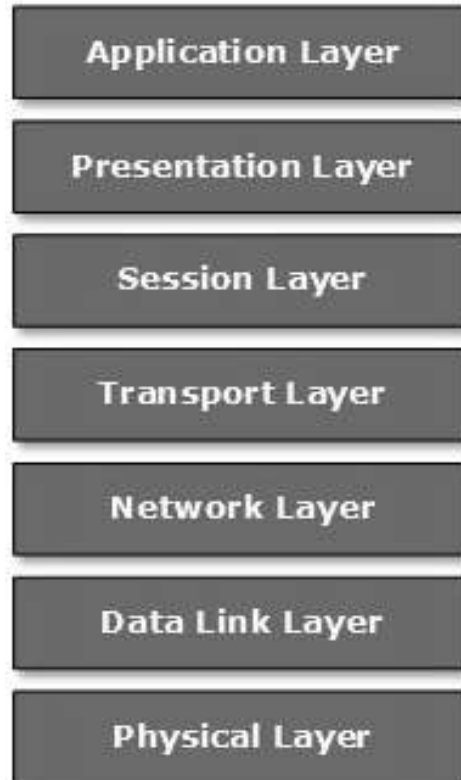 Application Layer
Presentation Layer
Session Layer
Transport Layer
Network Layer
Data Link Layer
Physical Layer